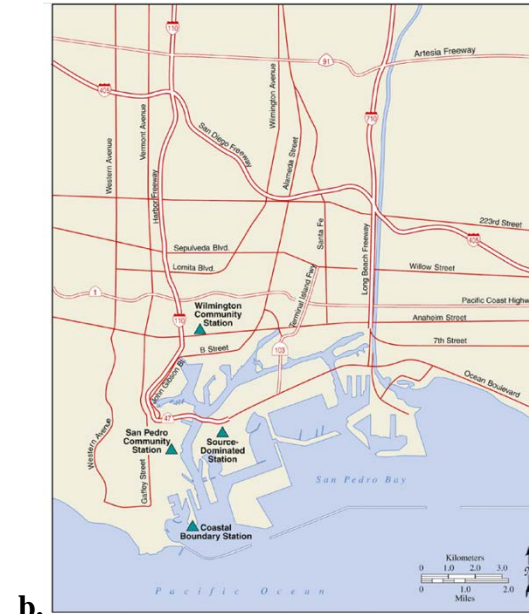 110
Artesia Freeway
91
405
Western Avenue
Vermont Avenue
Harbor Freeway
Wilmington Avenue
Alameda Street
710
San Diego Freeway
Santa Fe
Long Beach Freeway
223rd Street
405
Sepulveda Blvd.
Lomita Blvd.
Willow Street
1
Terminal Island Fwy
Pacific Coast Highw
Wilmington
Community
Station
110
Anaheim Street
B Street
103
7th Street
John Gibson Bl
Ocean Boulevard
47
Western Avenue
San Pedro
Community
Station
Source-
Dominated
Station
Gaffey Street
San Pedro Bay
Coastal
Boundary Station
Kilometers
0 1.0 2.0 3.0
0 1.0 2.0
Miles
Pacific Ocean
b.